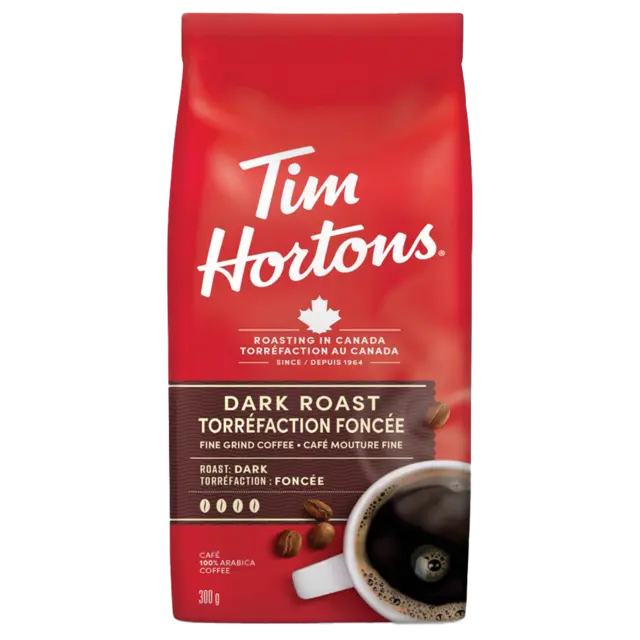 Tim
Hortons®
ROASTING IN CANADA
TORRÉFACTION AU CANADA
SINCE / DEPUIS 1964
DARK ROAST
TORRÉFACTION FONCÉE
FINE GRIND COFFEE • CAFÉ MOUTURE FINE
ROAST: DARK
TORRÉFACTION : FONCÉE
CAFÉ
100% ARABICA
COFFEE
300 g